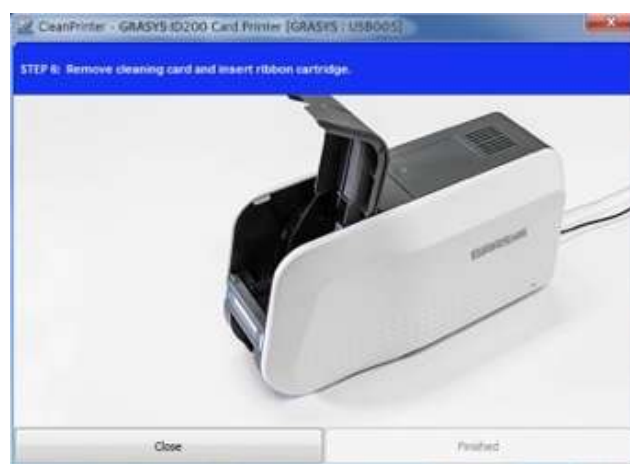 CleanPrinter - GRASYS ID200 Card Printer [GRASYS : USB005]
STEP 6: Remove cleaning card and insert ribbon cartridge.
Close
Finished